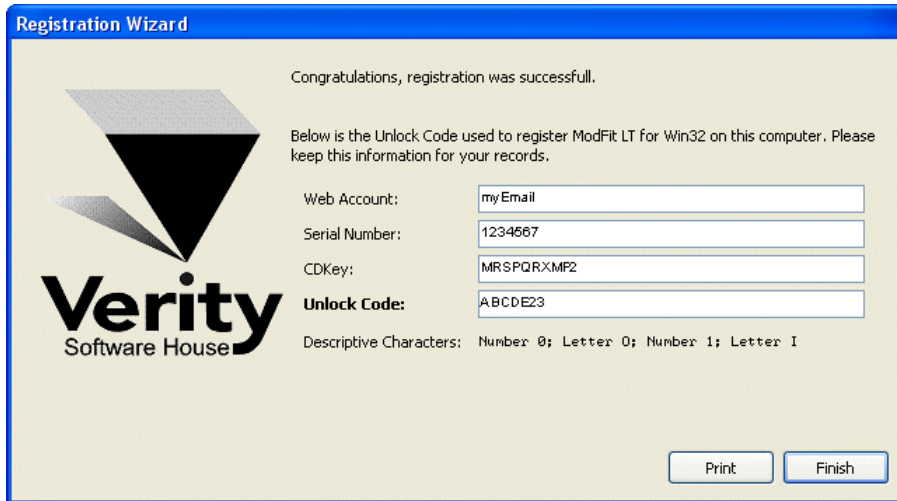 Registration Wizard
Congratulations, registration was successfull.
Below is the Unlock Code used to register ModFit LT for Win32 on this computer. Please
keep this information for your records.
Web Account: myEmail
Serial Number: 1234567
CDKey: MRSPQRXMP2
Unlock Code: ABCDE23
Descriptive Characters: Number 0; Letter O; Number 1; Letter I
Verity
Software House
Print Finish